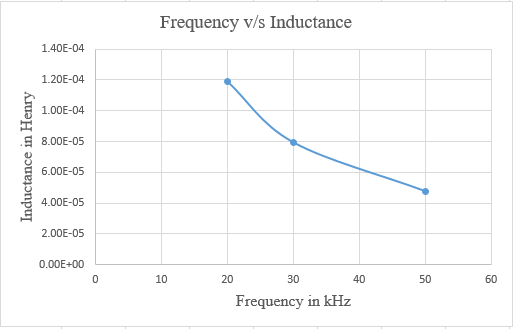 Frequency v/s Inductance
1.40E-04
1.20E-04
1.00E-04
8.00E-05
6.00E-05
4.00E-05
2.00E-05
0.00E+00
Inductance in Henry
0 10 20 30 40 50 60
Frequency in kHz